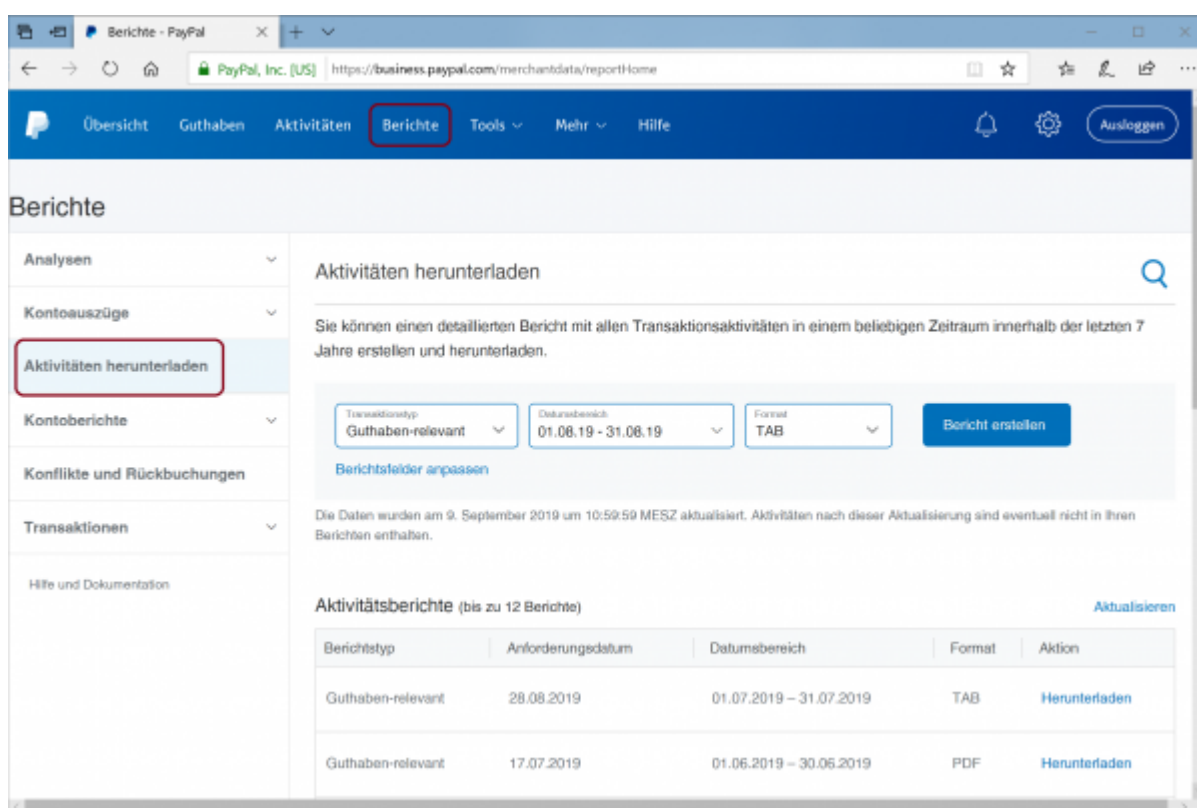 Berichte - PayPal
PayPal, Inc. [US] https://business.paypal.com/merchantdata/reportHome
Übersicht Guthaben Aktivitäten Berichte Tools Mehr Hilfe Ausloggen
Berichte
Analysen
Kontoauszüge
Aktivitäten herunterladen
Kontoberichte
Konflikte und Rückbuchungen
Transaktionen
Hilfe und Dokumentation
Aktivitäten herunterladen
Sie können einen detaillierten Bericht mit allen Transaktionsaktivitäten in einem beliebigen Zeitraum innerhalb der letzten 7
Jahre erstellen und herunterladen.
Transaktionstyp Datumsbereich Format
Guthaben-relevant 01.08.19 - 31.08.19 TAB Bericht erstellen
Berichtsfelder anpassen
Die Daten wurden am 9. September 2019 um 10:59:59 MESZ aktualisiert. Aktivitäten nach dieser Aktualisierung sind eventuell nicht in Ihren
Berichten enthalten.
Aktivitätsberichte (bis zu 12 Berichte) Aktualisieren
Berichtstyp Anforderungsdatum Datumsbereich Format Aktion
Guthaben-relevant 28.08.2019 01.07.2019 – 31.07.2019 TAB Herunterladen
Guthaben-relevant 17.07.2019 01.06.2019 – 30.06.2019 PDF Herunterladen